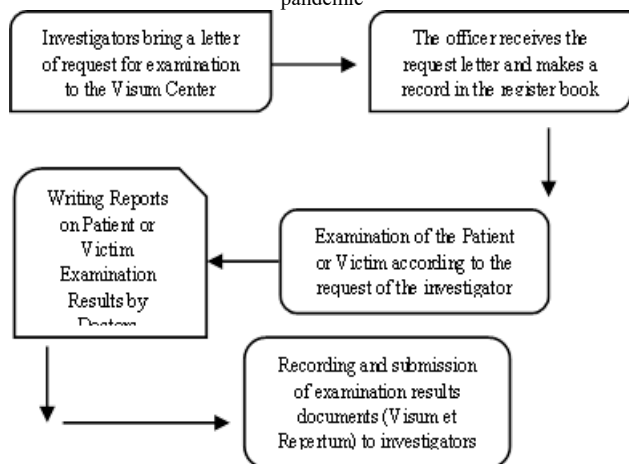 pandemic
Investigators bring a letter
of request for examination
to the Visum Center
The officer receives the
request letter and makes a
record in the register book
Examination of the Patient
or Victim according to the
request of the investigator
Writing Reports
on Patient or
Victim
Examination
Results by
Doctors
Recording and submission
of examination results
documents (Visum et
Repertum) to investigators